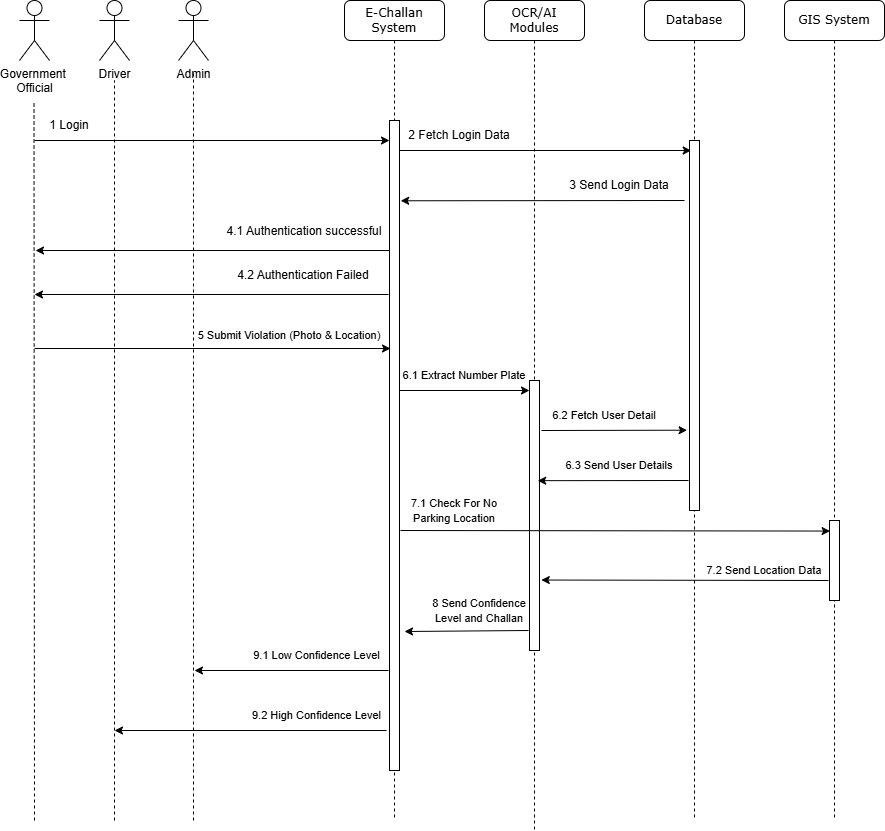 E-Challan
System
OCR/AI
Modules
Database
GIS System
Government
Official
Driver
Admin
1 Login
2 Fetch Login Data
3 Send Login Data
4.1 Authentication successful
4.2 Authentication Failed
5 Submit Violation (Photo & Location)
6.1 Extract Number Plate
6.2 Fetch User Detail
6.3 Send User Details
7.1 Check For No
Parking Location
7.2 Send Location Data
8 Send Confidence
Level and Challan
9.1 Low Confidence Level
9.2 High Confidence Level